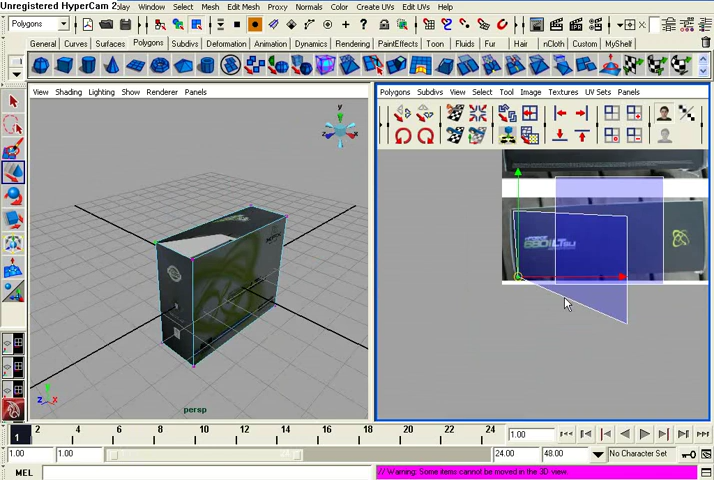 Unregistered HyperCam 2
Window Select Mesh Edit Mesh Proxy Normals Color Create UVs Edit UVs Help
Polygons
General Curves Surfaces Polygons Subdivs Deformation Animation Dynamics Rendering PaintEffects Toon Fluids Fur Hair nCloth Custom MyShelf
View Shading Lighting Show Renderer Panels
Polygons Subdivs View Select Tool Image Textures UV Sets Panels
y
z
x
680i LT SLI
persp
y
z
x
1 2 4 6 8 10 12 14 16 18 20 22 24 1.00
1.00 1.00 24.00 48.00 No Character Set
MEL // Warning: Some items cannot be moved in the 3D view.